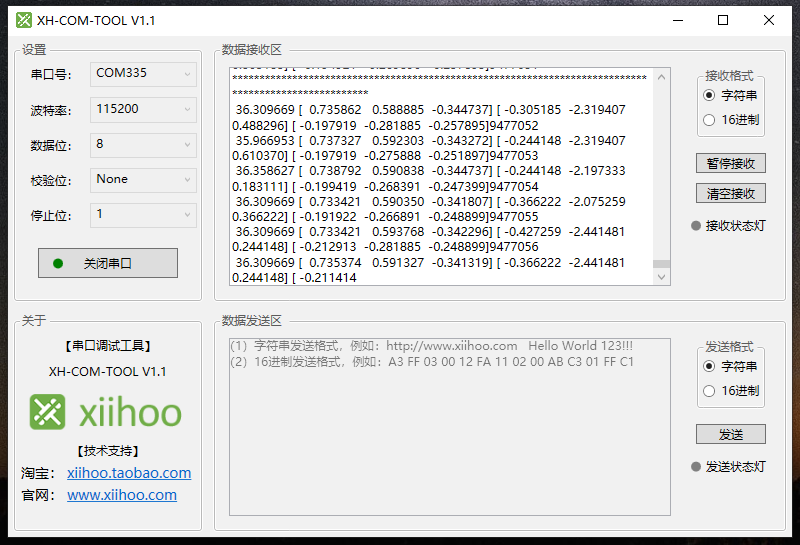 XH-COM-TOOL V1.1
设置
串口号: COM335
波特率: 115200
数据位: 8
校验位: None
停止位: 1
关闭串口
数据接收区
36.309669 [ 0.735862 0.588885 -0.344737] [ -0.305185 -2.319407
0.488296] [ -0.197919 -0.281885 -0.257895]9477052
35.966953 [ 0.737327 0.592303 -0.343272] [ -0.244148 -2.319407
0.610370] [ -0.197919 -0.275888 -0.251897]9477053
36.358627 [ 0.738792 0.590838 -0.344737] [ -0.244148 -2.197333
0.183111] [ -0.199419 -0.268391 -0.247399]9477054
36.309669 [ 0.733421 0.590350 -0.341807] [ -0.366222 -2.075259
0.366222] [ -0.191922 -0.266891 -0.248899]9477055
36.309669 [ 0.733421 0.593768 -0.342296] [ -0.427259 -2.441481
0.244148] [ -0.212913 -0.281885 -0.248899]9477056
36.309669 [ 0.735374 0.591327 -0.341319] [ -0.366222 -2.441481
0.244148] [ -0.211414
接收格式
字符串
16进制
暂停接收
清空接收
接收状态灯
关于
【串口调试工具】
XH-COM-TOOL V1.1
xiihoo
【技术支持】
淘宝: xiihoo.taobao.com
官网: www.xiihoo.com
数据发送区
(1) 字符串发送格式，例如: http://www.xiihoo.com Hello World 123!!!
(2) 16进制发送格式，例如: A3 FF 03 00 12 FA 11 02 00 AB C3 01 FF C1
发送格式
字符串
16进制
发送
发送状态灯